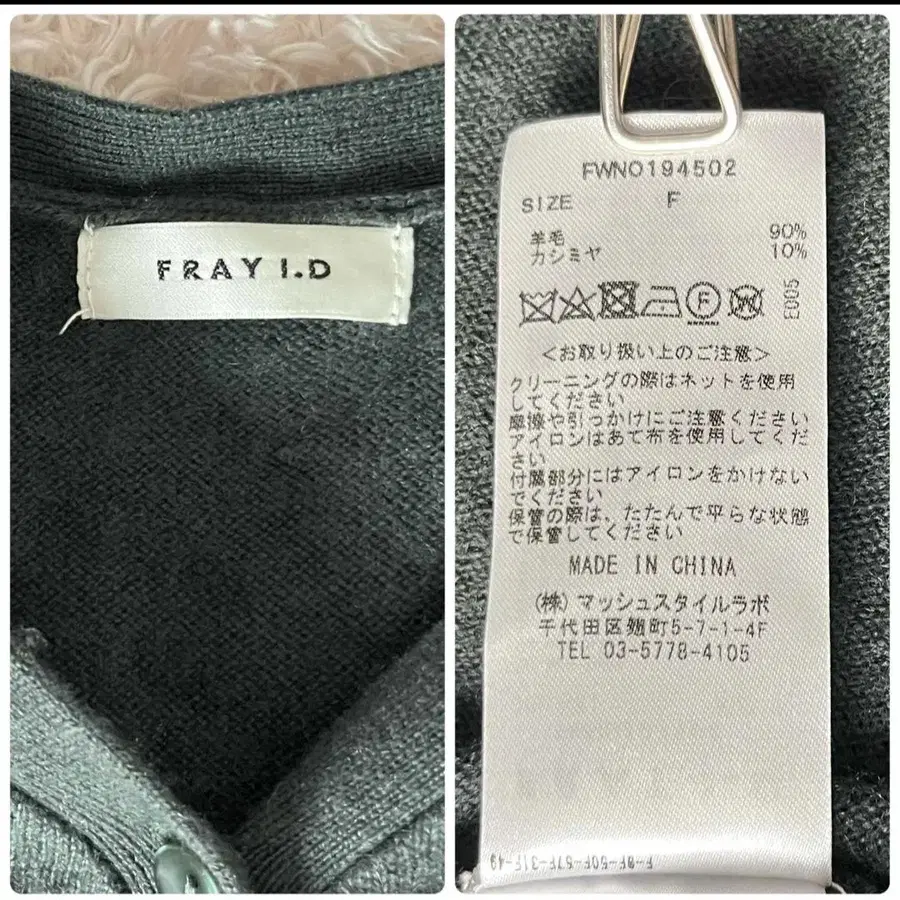 FRAY I.D
FWNO194502
SIZE F
羊毛 90%
カシミヤ 10%
F
E005
<お取り扱い上のご注意>
クリーニングの際はネットを使用
してください
摩擦や引っかけにご注意ください
アイロンはあて布を使用してくだ
さい
付属部分にはアイロンをかけない
でください
保管の際は、たたんで平らな状態
で保管してください
MADE IN CHINA
(株)マッシュスタイルラボ
千代田区麹町5-7-1-4F
TEL 03-5778-4105